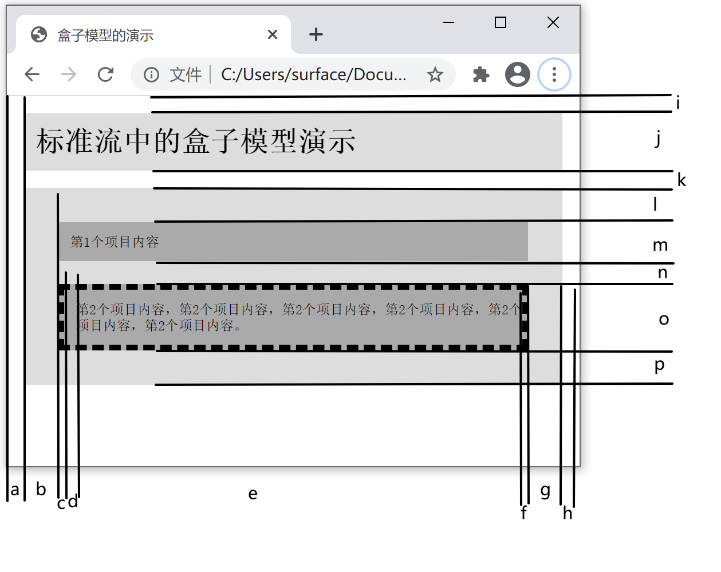 盒子模型的演示
文件 | C:/Users/surface/Docu...
i
标准流中的盒子模型演示
j
k
l
第1个项目内容
m
n
第2个项目内容，第2个项目内容，第2个项目内容，第2个项目内容，第2个
项目内容，第2个项目内容。
o
p
a b c d e f g h